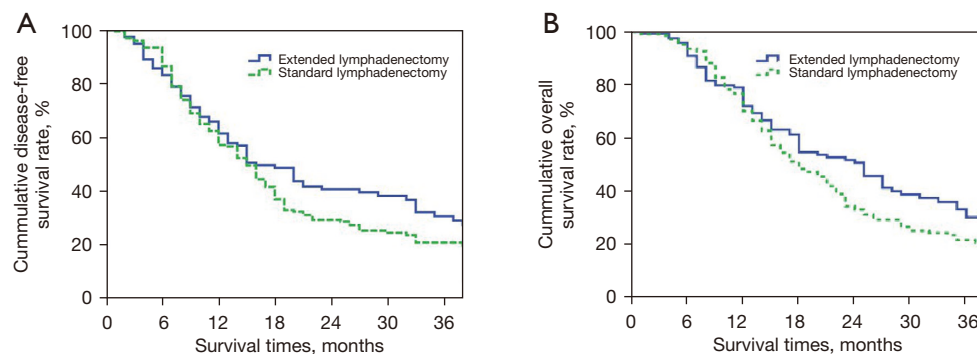 A
Cummulative disease-free
survival rate, %
100
80
60
40
20
0
Extended lymphadenectomy
Standard lymphadenectomy
0 6 12 18 24 30 36
Survival times, months
B
Cummulative overall
survival rate, %
100
80
60
40
20
0
Extended lymphadenectomy
Standard lymphadenectomy
0 6 12 18 24 30 36
Survival times, months